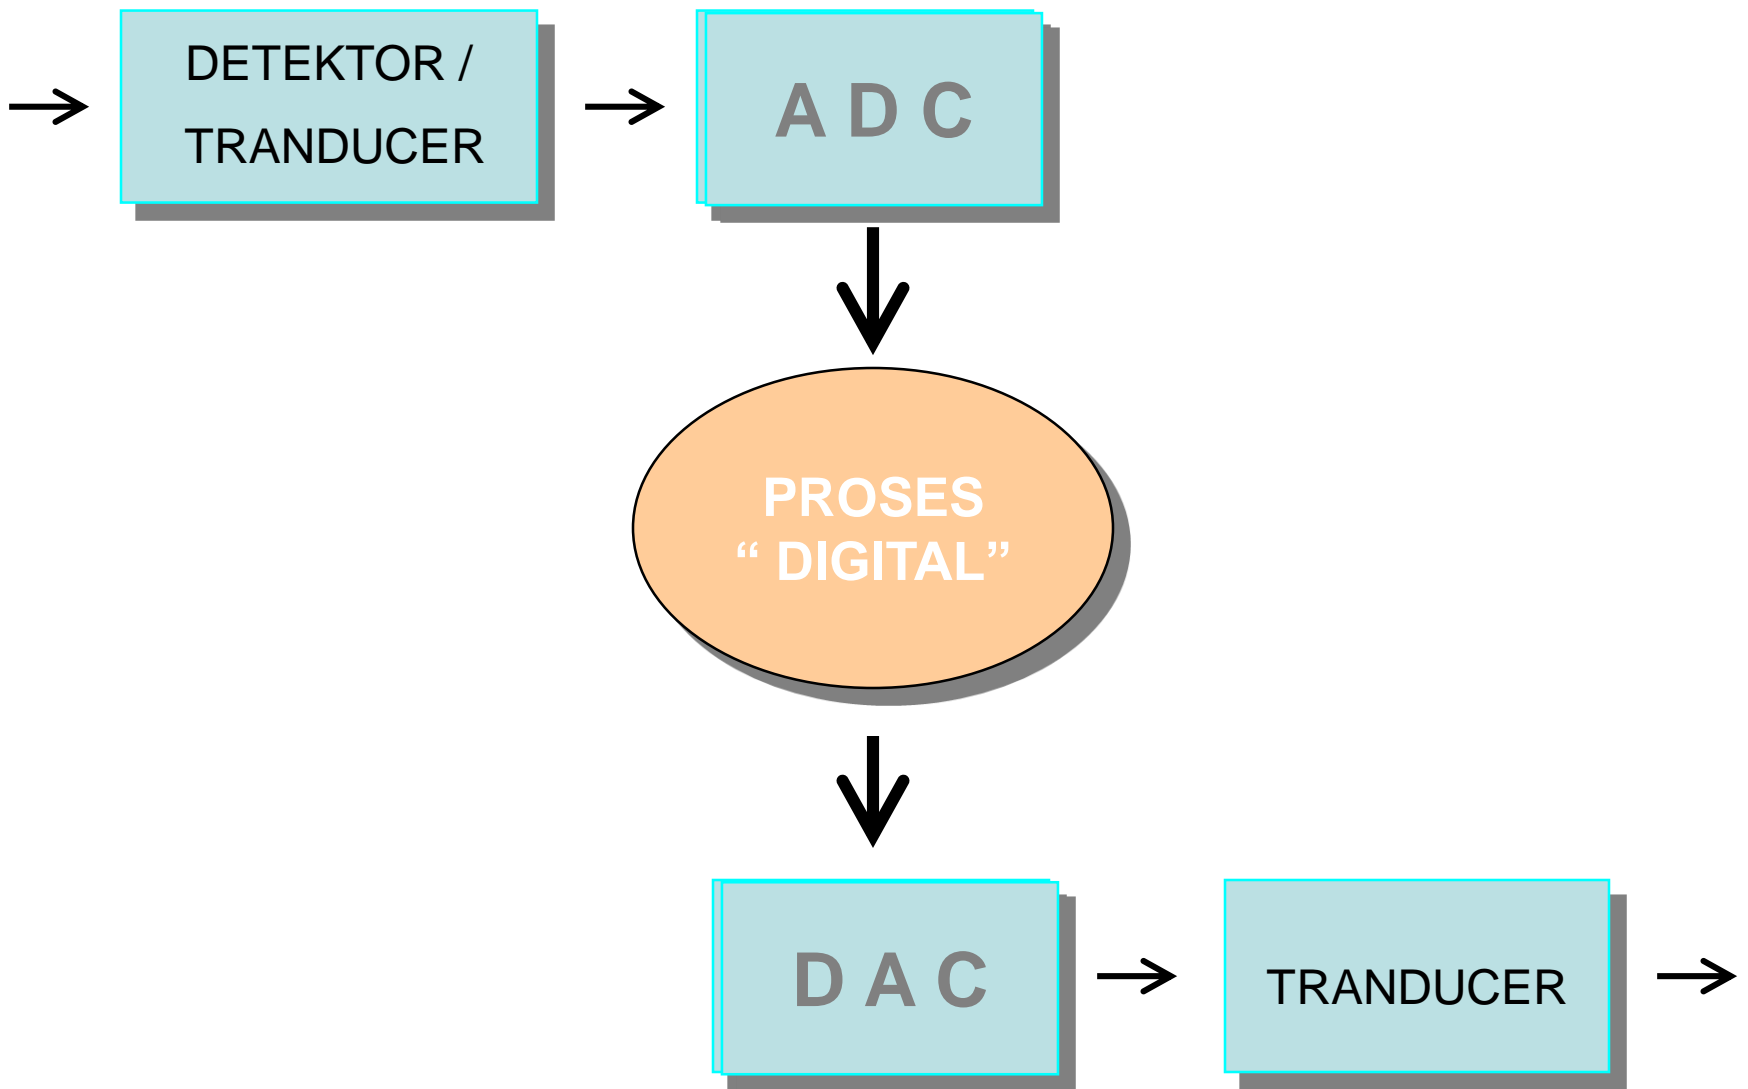 DETEKTOR /
TRANDUCER
A D C
PROSES
“ DIGITAL”
D A C
TRANDUCER